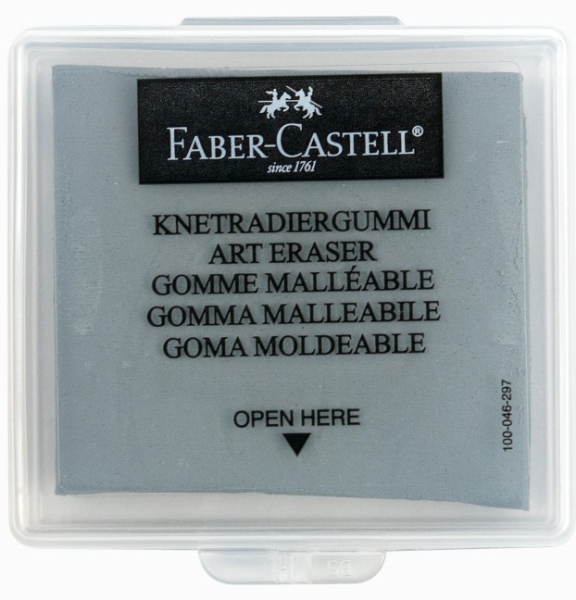 FABER-CASTELL®
since 1761
KNETRADIERGUMMI
ART ERASER
GOMME MALLÉABLE
GOMMA MALLEABILE
GOMA MOLDEABLE
OPEN HERE
100-046-297